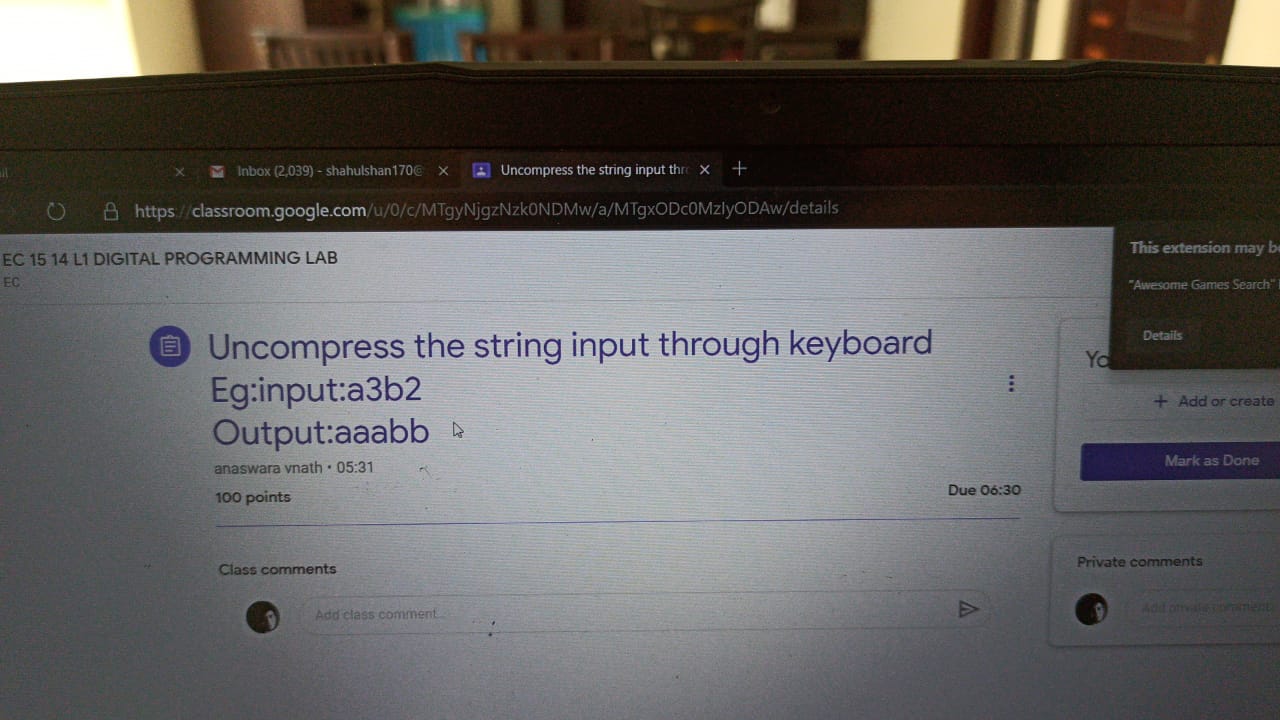 Inbox (2,039) - shahulshan170@
Uncompress the string input thr
https://classroom.google.com/u/0/c/MTgyNjgzNzk0NDMw/a/MTgxODc0MzIyODAw/details
EC 15 14 L1 DIGITAL PROGRAMMING LAB
EC
This extension may be
"Awesome Games Search" i
Details
Uncompress the string input through keyboard
Eg:input:a3b2
Output:aaabb
anaswara vnath • 05:31
100 points
Due 06:30
Yo
+ Add or create
Mark as Done
Class comments
Add class comment...
Private comments
Add private comment